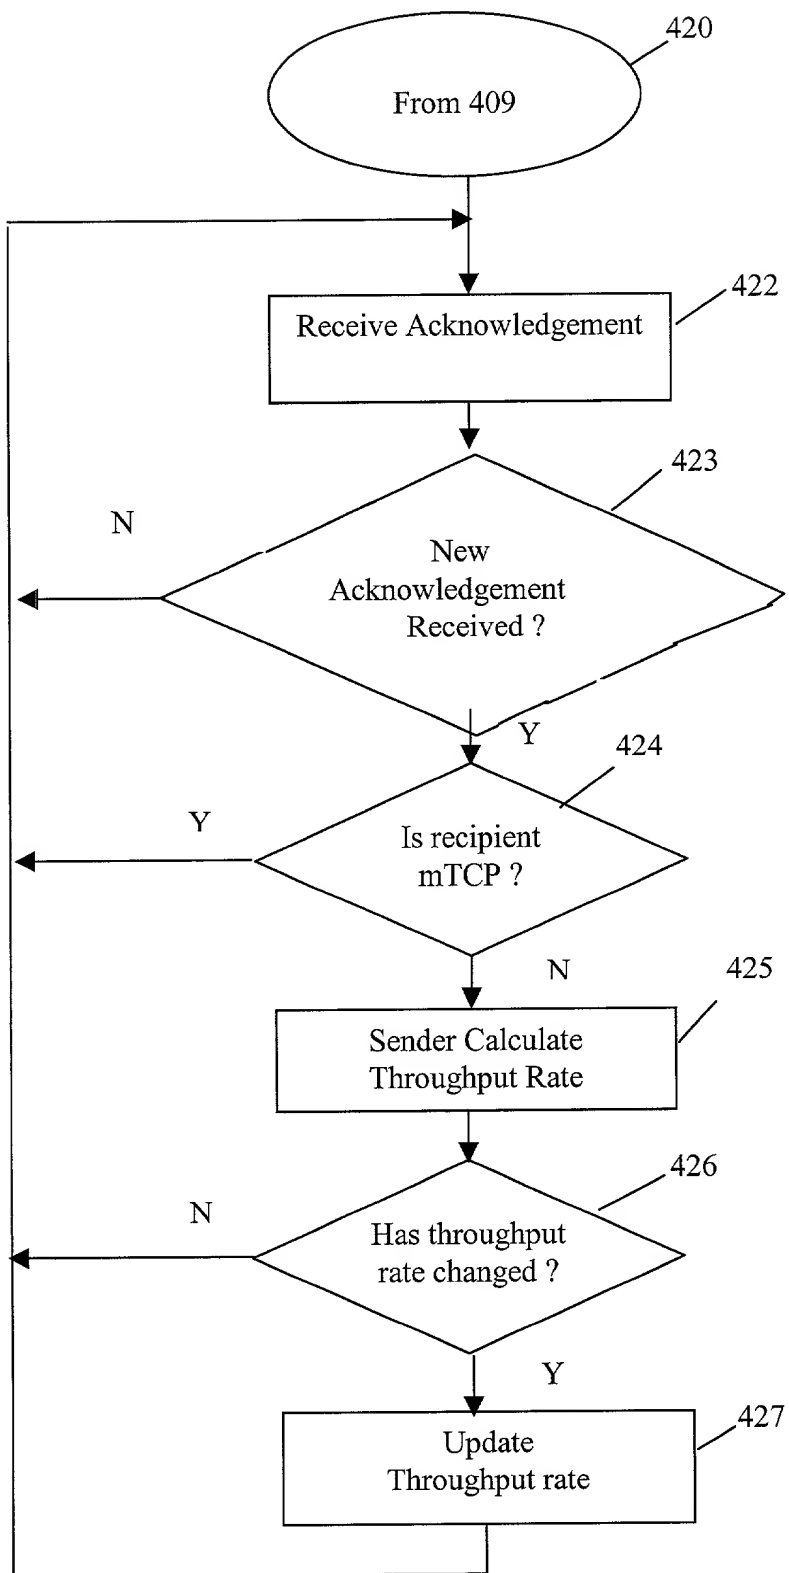 420
From 409
422
Receive Acknowledgement
423
N
New
Acknowledgement
Received ?
Y
424
Y
Is recipient
mTCP ?
N
425
Sender Calculate
Throughput Rate
426
N
Has throughput
rate changed ?
Y
427
Update
Throughput rate